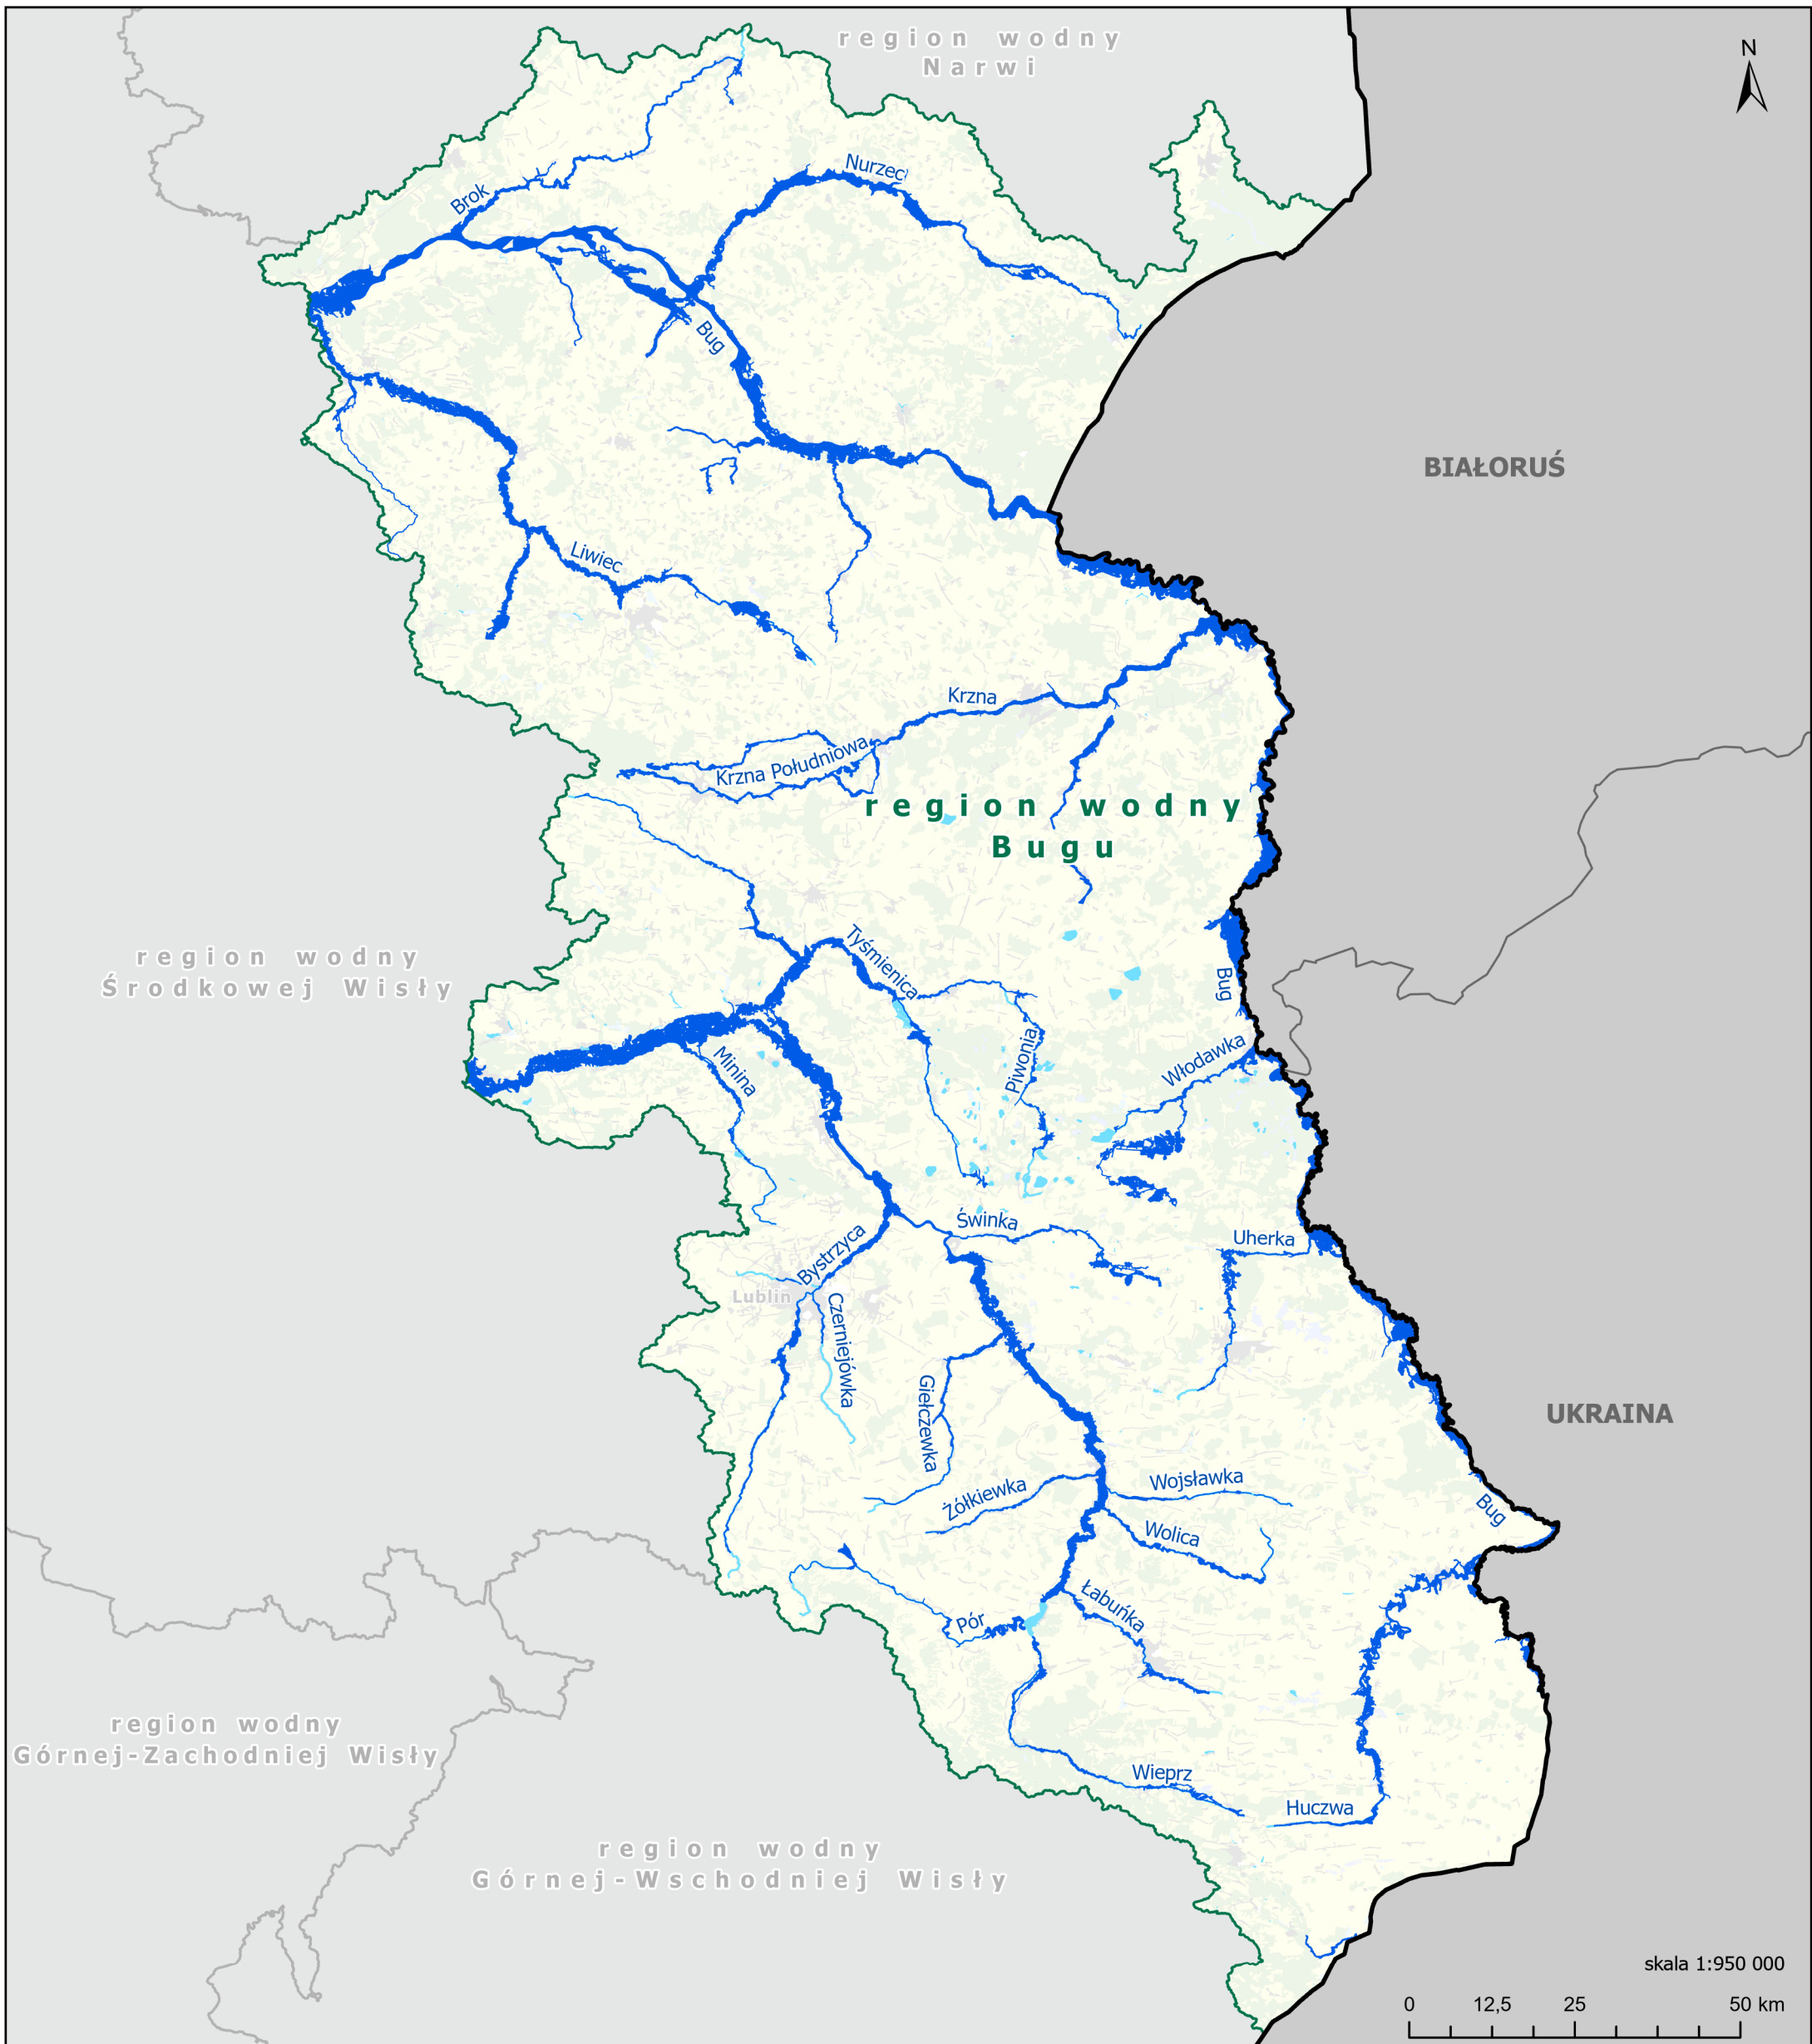 region wodny
Narwi
N
Nurzec
Brok
Bug
BIAŁORUŚ
Liwiec
Krzna
Krzna Południowa
region wodny
Bugu
Tyśmienica
region wodny
Środkowej Wisły
Bug
Piwonia
Włodawka
Minina
Świnka
Uherka
Bystrzyca
Lublin
Czerniejówka
Giełczewka
UKRAINA
Żółkiewka
Wojsławka
Bug
Wolica
Łabuńka
Pór
region wodny
Górnej-Zachodniej Wisły
Wieprz
Huczwa
region wodny
Górnej-Wschodniej Wisły
skala 1:950 000
0 12,5 25 50 km